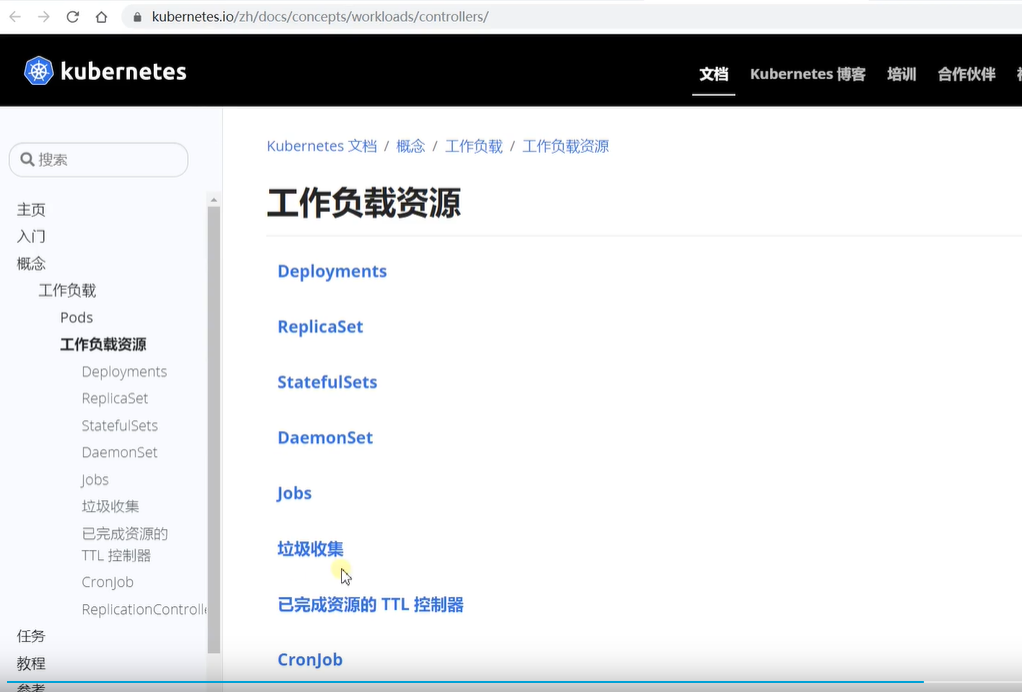 kubernetes.io/zh/docs/concepts/workloads/controllers/
kubernetes
文档 Kubernetes 博客 培训 合作伙伴
搜索
主页
入门
概念
工作负载
Pods
工作负载资源
Deployments
ReplicaSet
StatefulSets
DaemonSet
Jobs
垃圾收集
已完成资源的
TTL 控制器
CronJob
ReplicationControlle
任务
教程
参考
Kubernetes 文档 / 概念 / 工作负载 / 工作负载资源
工作负载资源
Deployments
ReplicaSet
StatefulSets
DaemonSet
Jobs
垃圾收集
已完成资源的 TTL 控制器
CronJob